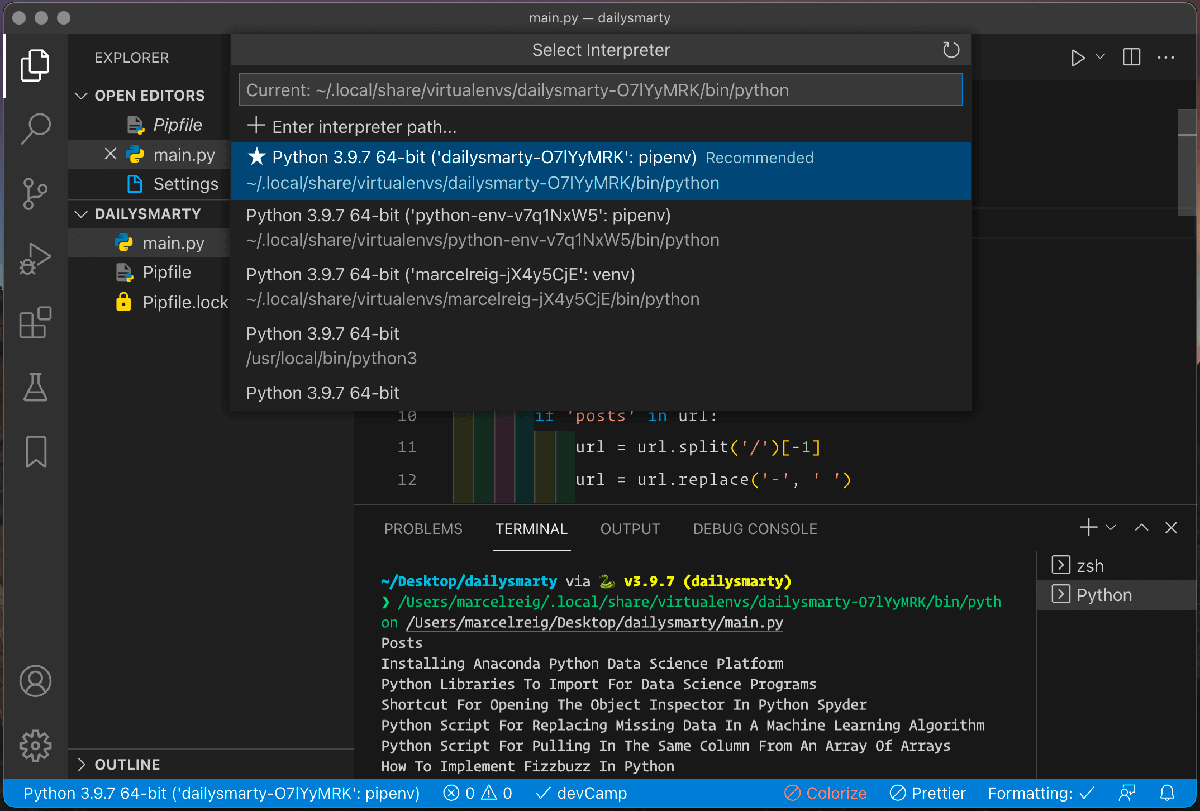 main.py — dailysmarty
Select Interpreter
EXPLORER
Current: ~/.local/share/virtualenvs/dailysmarty-O7lYyMRK/bin/python
Enter interpreter path...
Python 3.9.7 64-bit ('dailysmarty-O7lYyMRK': pipenv) Recommended
~/.local/share/virtualenvs/dailysmarty-O7lYyMRK/bin/python
Python 3.9.7 64-bit ('python-env-v7q1NxW5': pipenv)
~/.local/share/virtualenvs/python-env-v7q1NxW5/bin/python
Python 3.9.7 64-bit ('marcelreig-jX4y5CjE': venv)
~/.local/share/virtualenvs/marcelreig-jX4y5CjE/bin/python
Python 3.9.7 64-bit
/usr/local/bin/python3
Python 3.9.7 64-bit
OPEN EDITORS
Pipfile
main.py
Settings
DAILYSMARTY
main.py
Pipfile
Pipfile.lock
10 if 'posts' in url:
11 url = url.split('/')[-1]
12 url = url.replace('-', ' ')
PROBLEMS TERMINAL OUTPUT DEBUG CONSOLE
~/Desktop/dailysmarty via 🐍 v3.9.7 (dailysmarty)
❯ /Users/marcelreig/.local/share/virtualenvs/dailysmarty-O7lYyMRK/bin/pyth
on /Users/marcelreig/Desktop/dailysmarty/main.py
Posts
Installing Anaconda Python Data Science Platform
Python Libraries To Import For Data Science Programs
Shortcut For Opening The Object Inspector In Python Spyder
Python Script For Replacing Missing Data In A Machine Learning Algorithm
Python Script For Pulling In The Same Column From An Array Of Arrays
How To Implement Fizzbuzz In Python
zsh
Python
OUTLINE
Python 3.9.7 64-bit ('dailysmarty-O7lYyMRK': pipenv) 0 0 devCamp Colorize Prettier Formatting: ✓